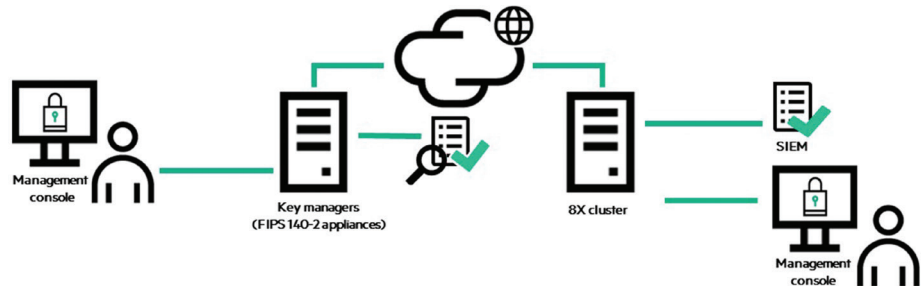 Management
console
Key managers
(FIPS 140-2 appliances)
8X cluster
SIEM
Management
console